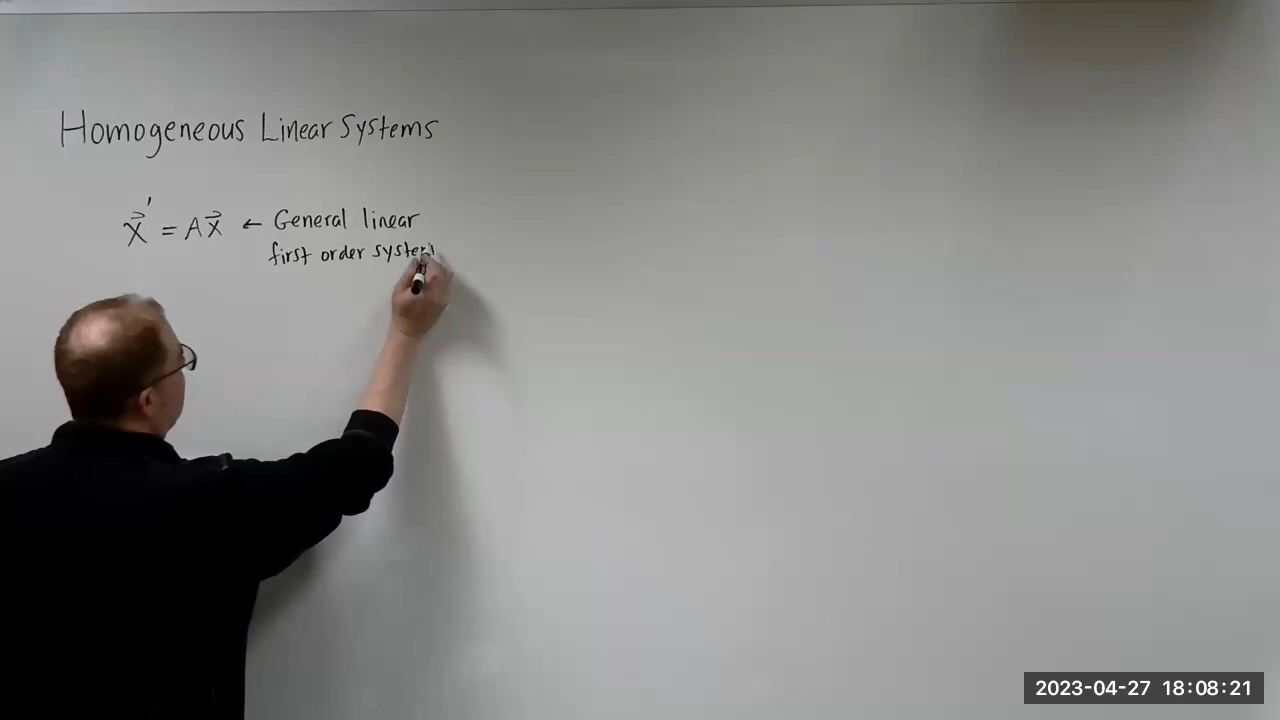 Homogeneous Linear Systems
x⃗' = Ax⃗ ← General linear
first order system
2023-04-27 18:08:21